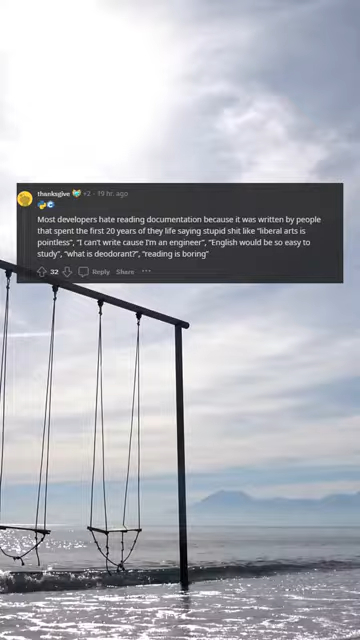 thanksgive +2 · 19 hr. ago
Most developers hate reading documentation because it was written by people
that spent the first 20 years of they life saying stupid shit like "liberal arts is
pointless", "I can't write cause I'm an engineer", "English would be so easy to
study", "what is deodorant?", "reading is boring"
32 Reply Share ···